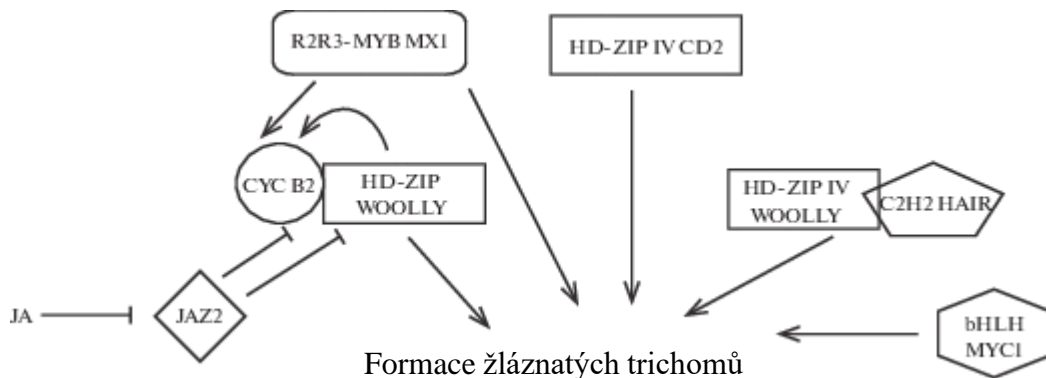 R2R3-MYB MX1
HD-ZIP IV CD2
CYC B2
HD-ZIP
WOOLLY
HD-ZIP IV
WOOLLY
C2H2 HAIR
JA
JAZ2
bHLH
MYC1
Formace žláznatých trichomů